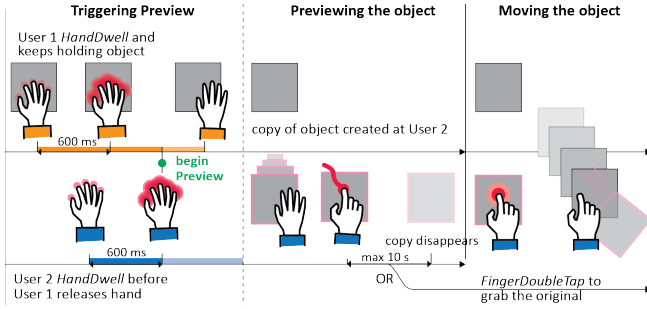 Triggering Preview
Previewing the object
Moving the object
User 1 HandDwell and
keeps holding object
600 ms
copy of object created at User 2
begin
Preview
600 ms
copy disappears
max 10 s
OR
User 2 HandDwell before
User 1 releases hand
FingerDoubleTap to
grab the original